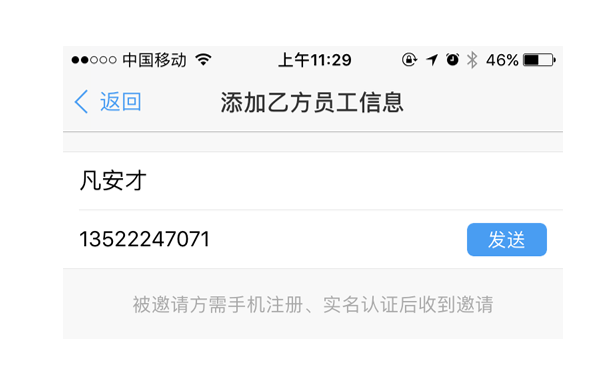 中国移动 上午11:29 46%
返回 添加乙方员工信息
凡安才
13522247071 发送
被邀请方需手机注册、实名认证后收到邀请